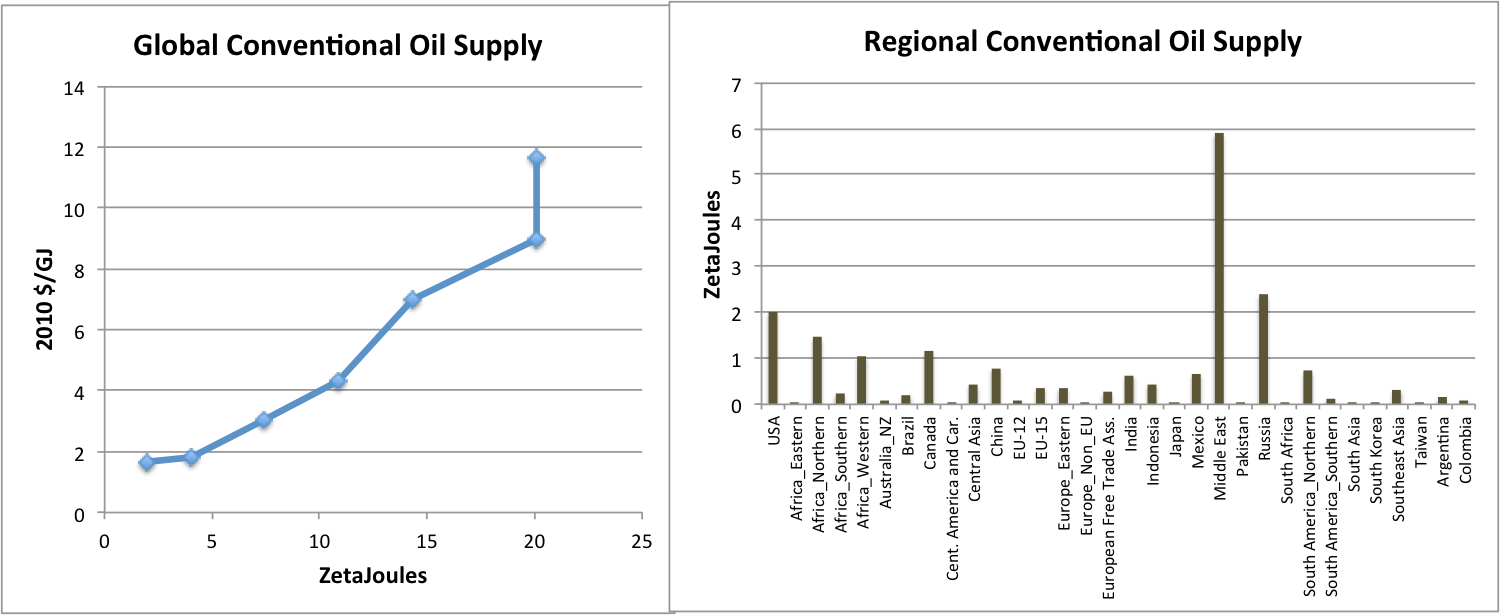 Global Conventional Oil Supply
14
12
10
8
6
4
2
0
2010 $/GJ
0 5 10 15 20 25
ZetaJoules
Regional Conventional Oil Supply
7
6
5
4
3
2
1
0
ZetaJoules
USA
Africa_Eastern
Africa_Northern
Africa_Southern
Africa_Western
Australia_NZ
Brazil
Canada
Cent. America and Car.
Central Asia
China
EU-12
EU-15
Europe_Eastern
Europe_Non_EU
European Free Trade Ass.
India
Indonesia
Japan
Mexico
Middle East
Pakistan
Russia
South Africa
South America_Northern
South America_Southern
South Asia
South Korea
Southeast Asia
Taiwan
Argentina
Colombia